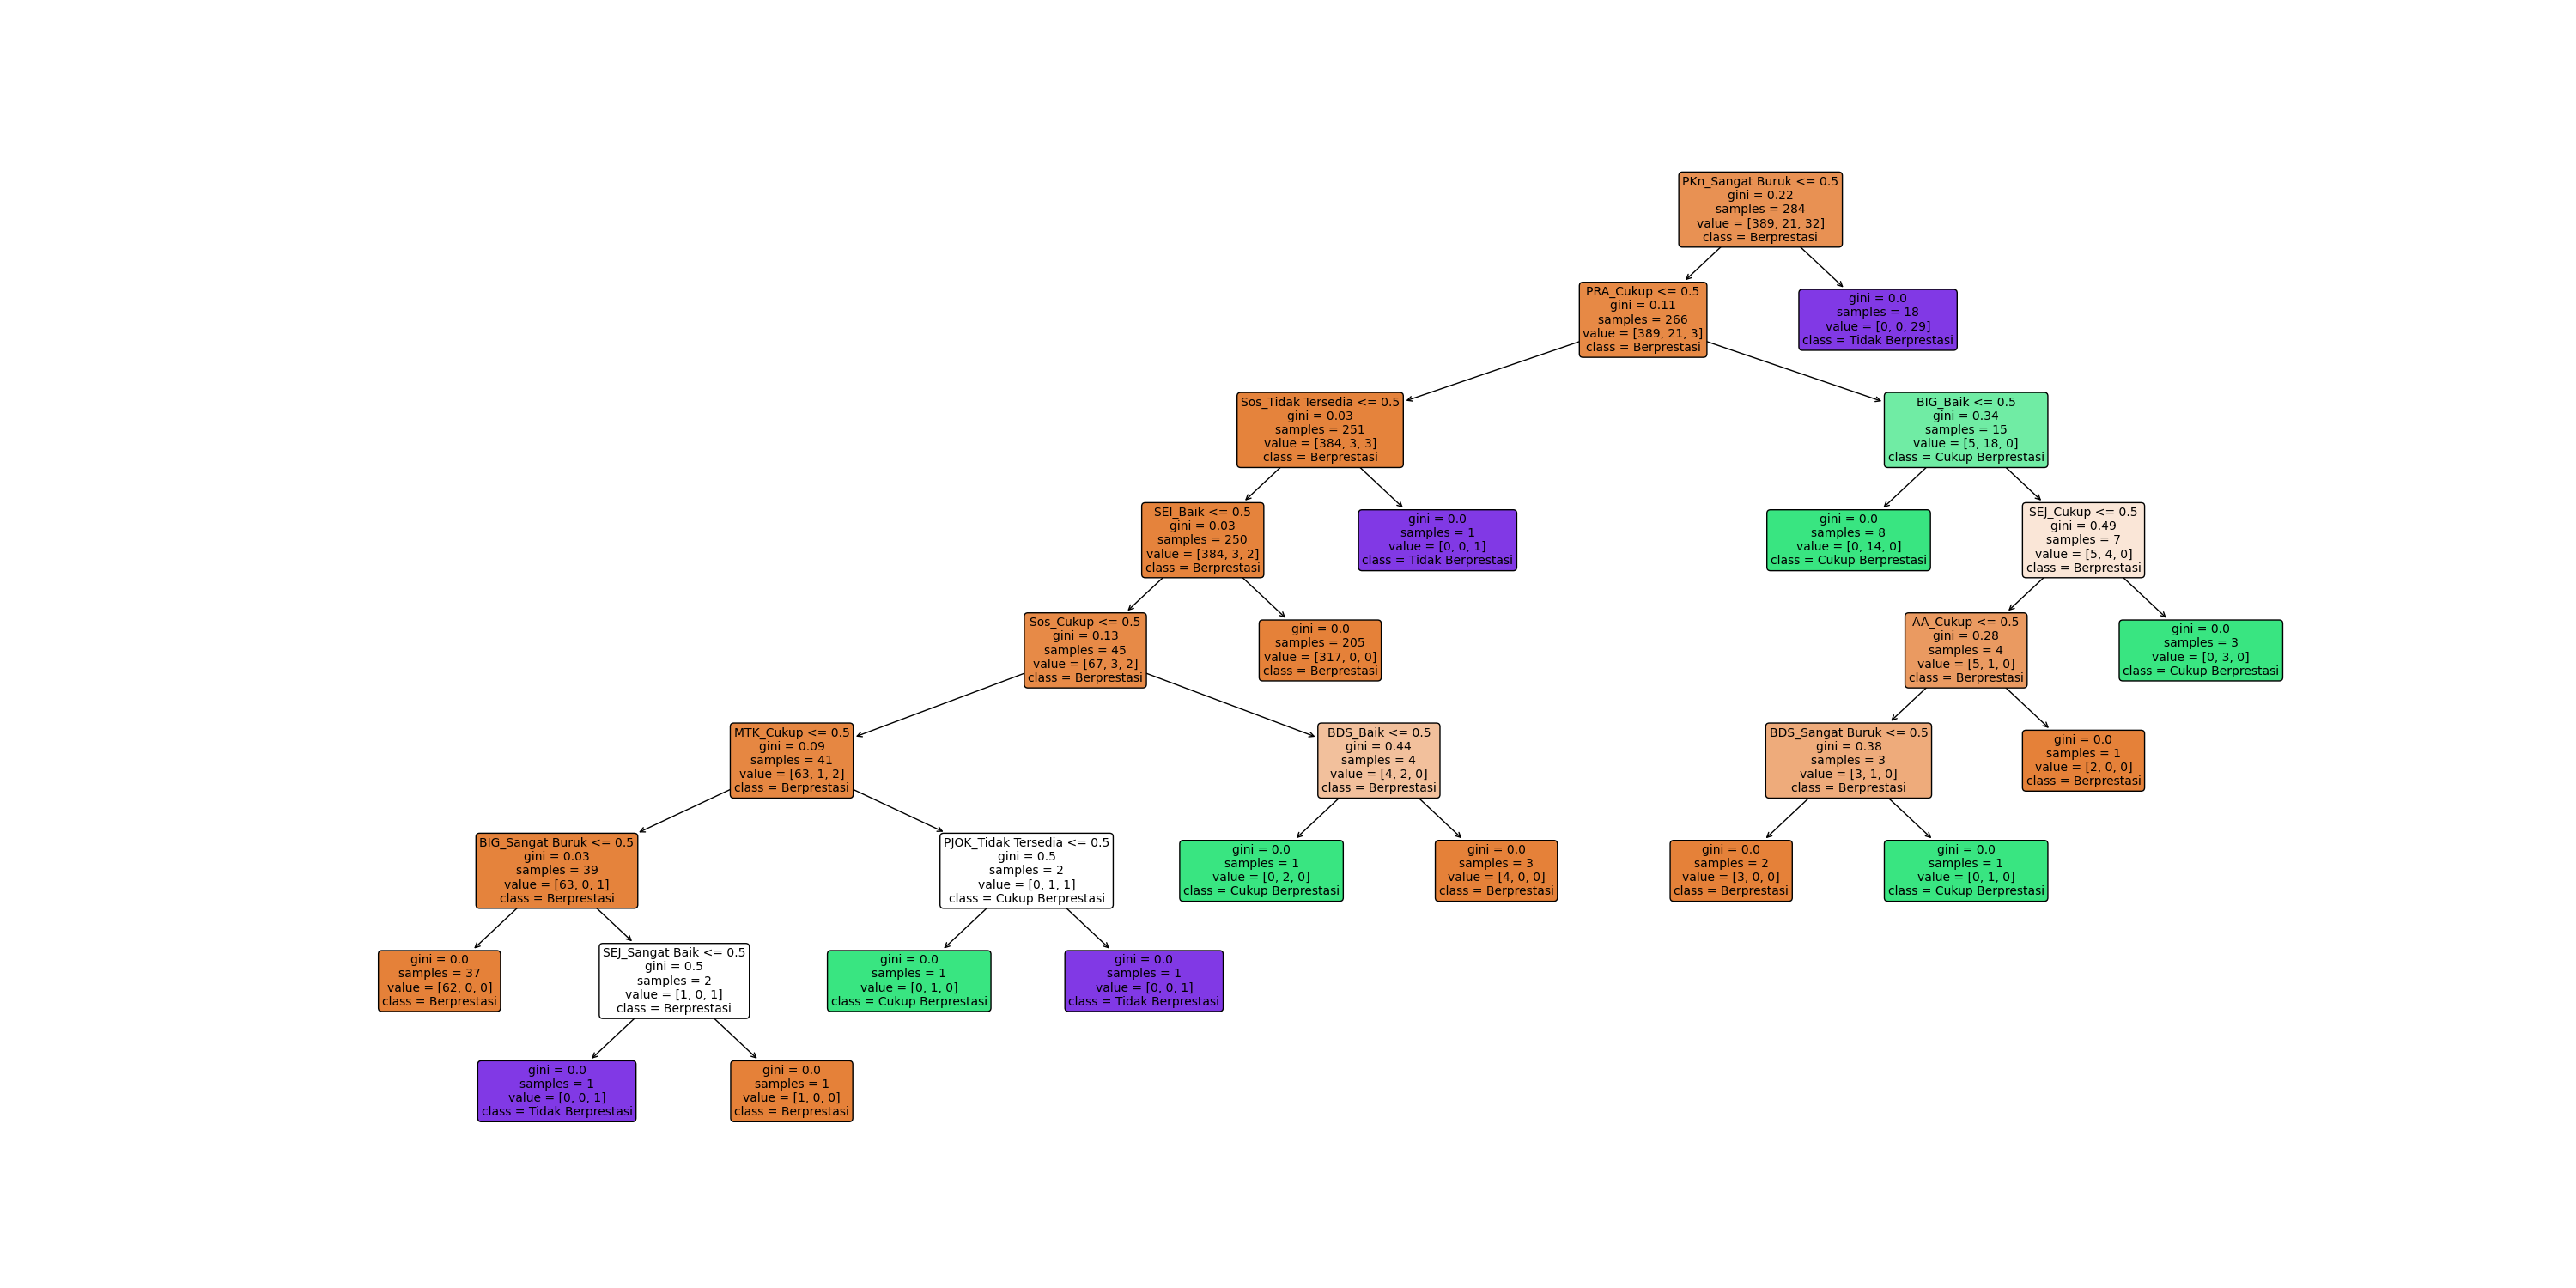 PKn_Sangat Buruk <= 0.5
gini = 0.22
samples = 284
value = [389, 21, 32]
class = Berprestasi
PRA_Cukup <= 0.5
gini = 0.11
samples = 266
value = [389, 21, 3]
class = Berprestasi
gini = 0.0
samples = 18
value = [0, 0, 29]
class = Tidak Berprestasi
Sos_Tidak Tersedia <= 0.5
gini = 0.03
samples = 251
value = [384, 3, 3]
class = Berprestasi
BIG_Baik <= 0.5
gini = 0.34
samples = 15
value = [5, 18, 0]
class = Cukup Berprestasi
SEI_Baik <= 0.5
gini = 0.03
samples = 250
value = [384, 3, 2]
class = Berprestasi
gini = 0.0
samples = 1
value = [0, 0, 1]
class = Tidak Berprestasi
gini = 0.0
samples = 8
value = [0, 14, 0]
class = Cukup Berprestasi
SEJ_Cukup <= 0.5
gini = 0.49
samples = 7
value = [5, 4, 0]
class = Berprestasi
Sos_Cukup <= 0.5
gini = 0.13
samples = 45
value = [67, 3, 2]
class = Berprestasi
gini = 0.0
samples = 205
value = [317, 0, 0]
class = Berprestasi
AA_Cukup <= 0.5
gini = 0.28
samples = 4
value = [5, 1, 0]
class = Berprestasi
gini = 0.0
samples = 3
value = [0, 3, 0]
class = Cukup Berprestasi
MTK_Cukup <= 0.5
gini = 0.09
samples = 41
value = [63, 1, 2]
class = Berprestasi
BDS_Baik <= 0.5
gini = 0.44
samples = 4
value = [4, 2, 0]
class = Berprestasi
BDS_Sangat Buruk <= 0.5
gini = 0.38
samples = 3
value = [3, 1, 0]
class = Berprestasi
gini = 0.0
samples = 1
value = [2, 0, 0]
class = Berprestasi
BIG_Sangat Buruk <= 0.5
gini = 0.03
samples = 39
value = [63, 0, 1]
class = Berprestasi
PJOK_Tidak Tersedia <= 0.5
gini = 0.5
samples = 2
value = [0, 1, 1]
class = Cukup Berprestasi
gini = 0.0
samples = 1
value = [0, 2, 0]
class = Cukup Berprestasi
gini = 0.0
samples = 3
value = [4, 0, 0]
class = Berprestasi
gini = 0.0
samples = 2
value = [3, 0, 0]
class = Berprestasi
gini = 0.0
samples = 1
value = [0, 1, 0]
class = Cukup Berprestasi
gini = 0.0
samples = 37
value = [62, 0, 0]
class = Berprestasi
SEJ_Sangat Baik <= 0.5
gini = 0.5
samples = 2
value = [1, 0, 1]
class = Berprestasi
gini = 0.0
samples = 1
value = [0, 1, 0]
class = Cukup Berprestasi
gini = 0.0
samples = 1
value = [0, 0, 1]
class = Tidak Berprestasi
gini = 0.0
samples = 1
value = [0, 0, 1]
class = Tidak Berprestasi
gini = 0.0
samples = 1
value = [1, 0, 0]
class = Berprestasi